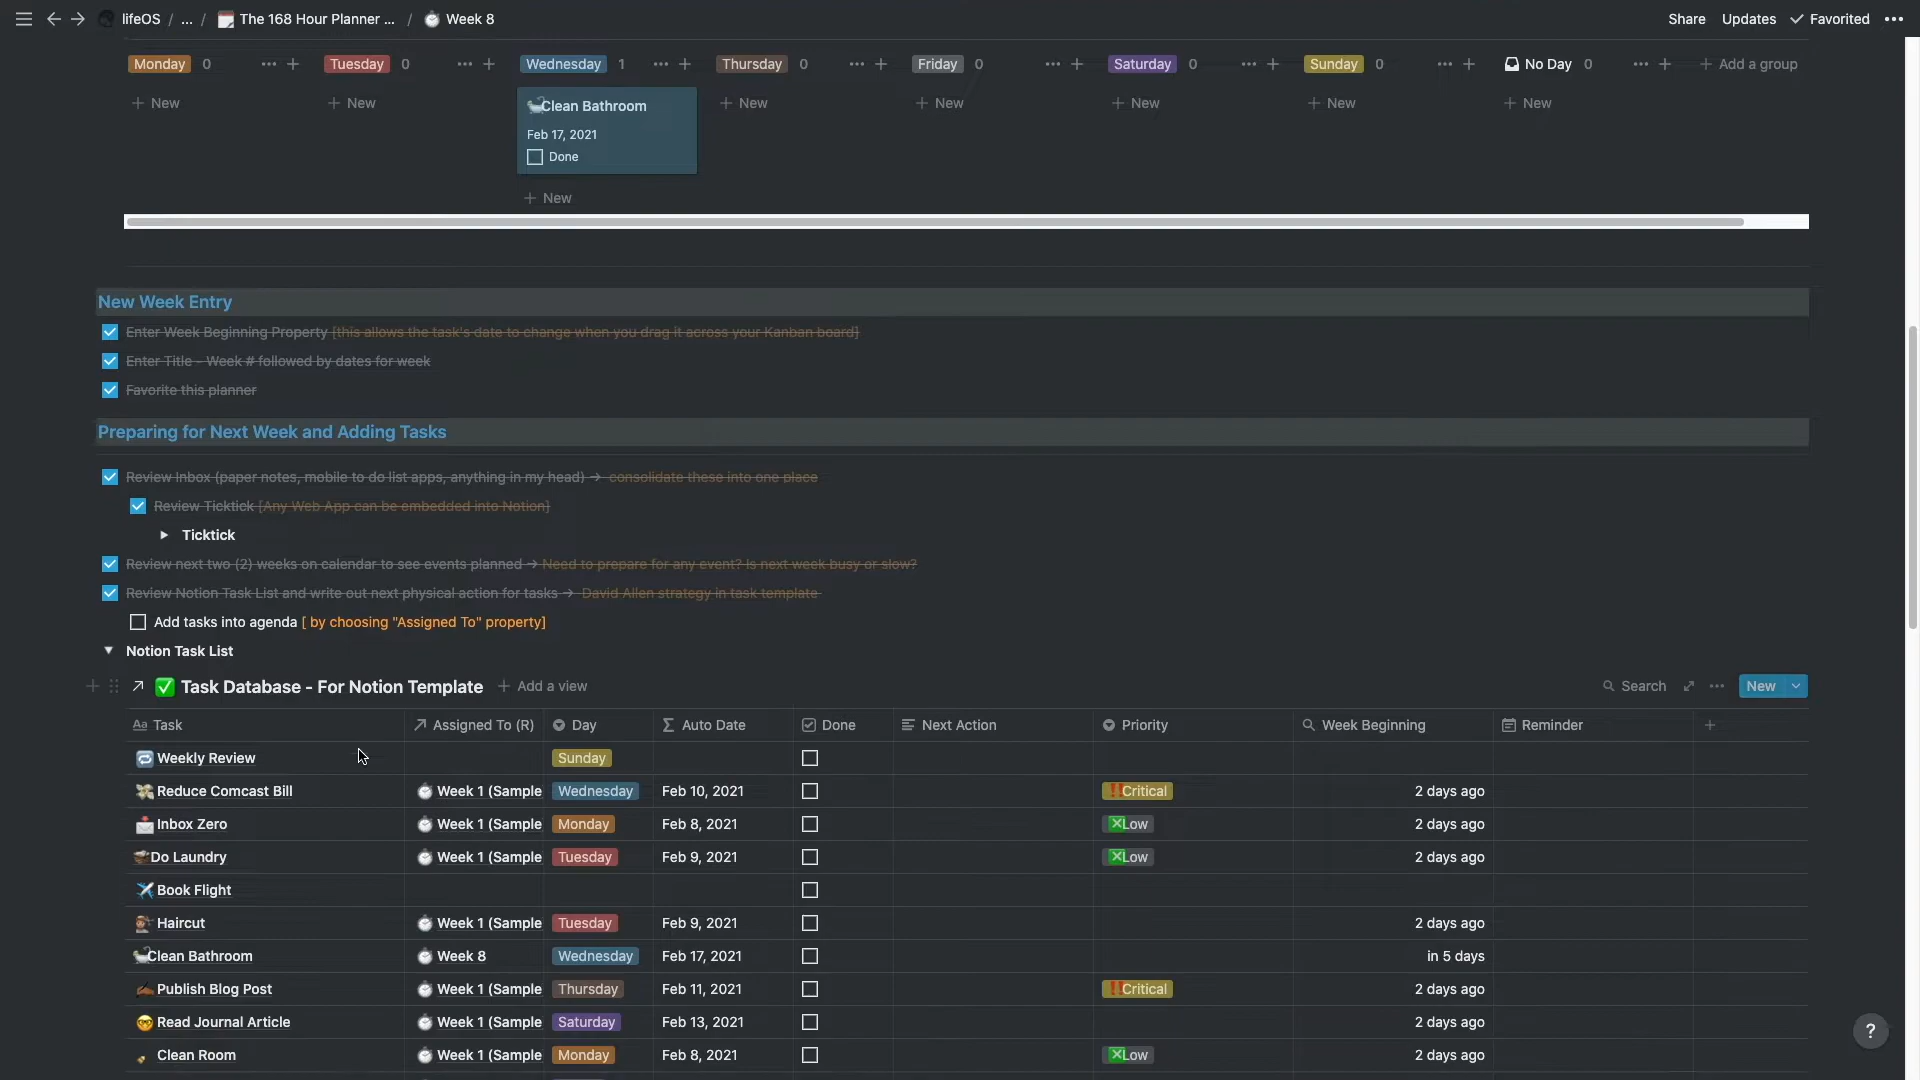 lifeOS / ... / The 168 Hour Planner ... / Week 8 Share Updates Favorited
Monday 0 Tuesday 0 Wednesday 1 Thursday 0 Friday 0 Saturday 0 Sunday 0 No Day 0 + Add a group
+ New + New Clean Bathroom + New + New + New + New + New
Feb 17, 2021
Done
+ New
New Week Entry
Enter Week Beginning Property [this allows the task's date to change when you drag it across your Kanban board]
Enter Title - Week # followed by dates for week
Favorite this planner
Preparing for Next Week and Adding Tasks
Review Inbox (paper notes, mobile to do list apps, anything in my head) → consolidate these into one place
Review Ticktick [Any Web App can be embedded into Notion]
Ticktick
Review next two (2) weeks on calendar to see events planned → Need to prepare for any event? Is next week busy or slow?
Review Notion Task List and write out next physical action for tasks → David Allen strategy in task template
Add tasks into agenda [ by choosing "Assigned To" property]
Notion Task List
Task Database - For Notion Template + Add a view Search New
Aa Task Assigned To (R) Day Auto Date Done Next Action Priority Week Beginning Reminder +
Weekly Review Sunday
Reduce Comcast Bill Week 1 (Sample Wednesday Feb 10, 2021 Critical 2 days ago
Inbox Zero Week 1 (Sample Monday Feb 8, 2021 Low 2 days ago
Do Laundry Week 1 (Sample Tuesday Feb 9, 2021 Low 2 days ago
Book Flight
Haircut Week 1 (Sample Tuesday Feb 9, 2021 2 days ago
Clean Bathroom Week 8 Wednesday Feb 17, 2021 in 5 days
Publish Blog Post Week 1 (Sample Thursday Feb 11, 2021 Critical 2 days ago
Read Journal Article Week 1 (Sample Saturday Feb 13, 2021 2 days ago
Clean Room Week 1 (Sample Monday Feb 8, 2021 Low 2 days ago
?